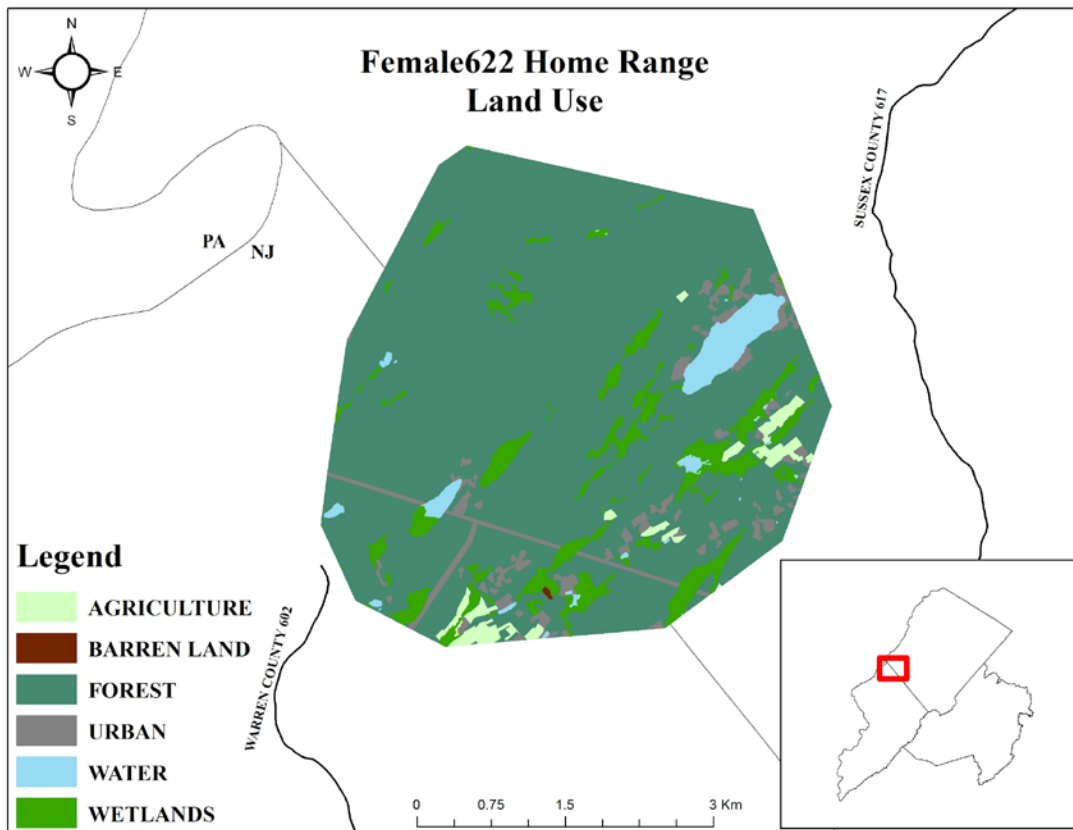 N
W E
S
Female622 Home Range
Land Use
PA
NJ
SUSSEX COUNTY 617
WARREN COUNTY 602
Legend
AGRICULTURE
BARREN LAND
FOREST
URBAN
WATER
WETLANDS
0 0.75 1.5 3 Km